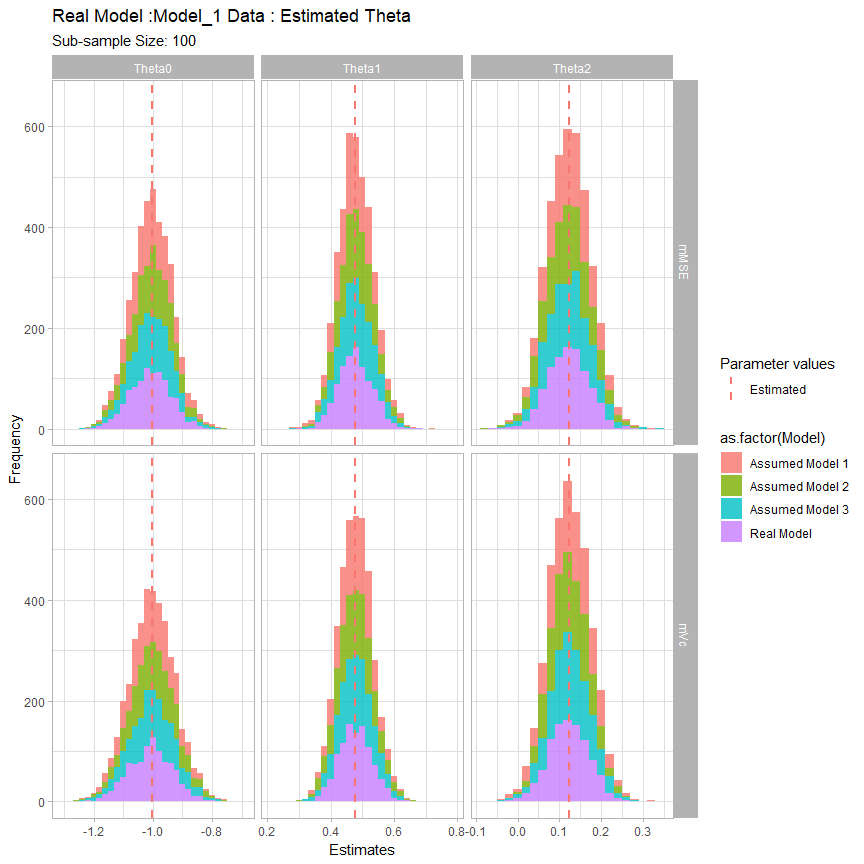 Real Model :Model_1 Data : Estimated Theta
Sub-sample Size: 100
Theta0 Theta1 Theta2
600
400
200
0
mMSE
600
400
200
0
mVc
-1.2 -1.0 -0.8 0.2 0.4 0.6 0.8 -0.1 0.0 0.1 0.2 0.3
Estimates
Frequency
Parameter values
Estimated
as.factor(Model)
Assumed Model 1
Assumed Model 2
Assumed Model 3
Real Model